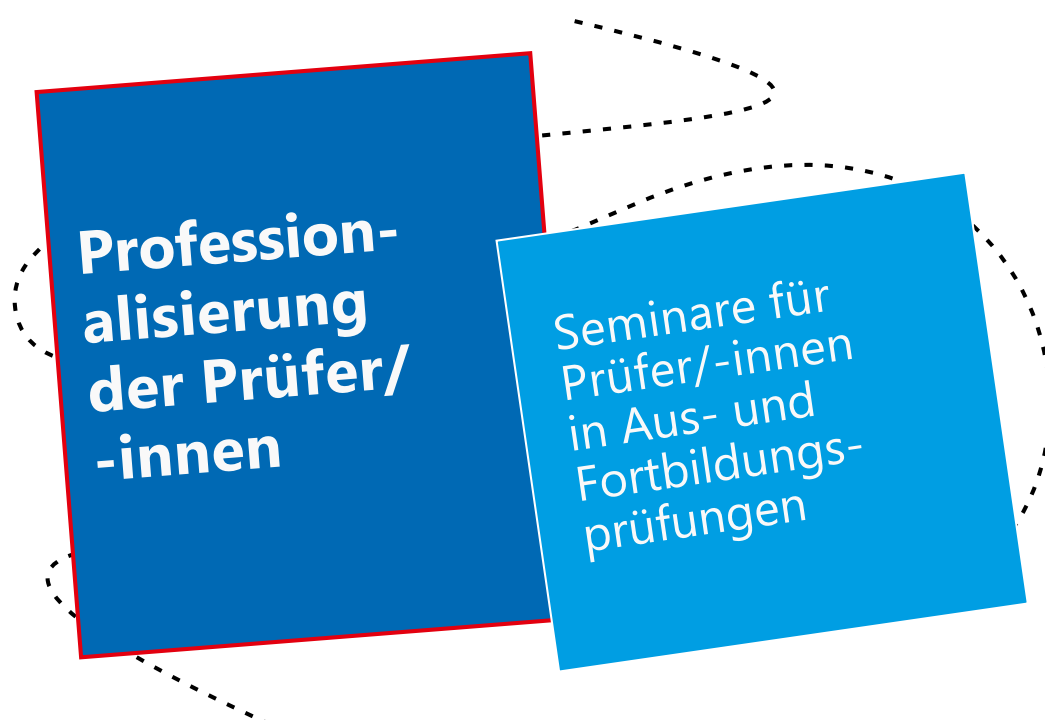 Profession-
alisierung
der Prüfer/
-innen
Seminare für
Prüfer/-innen
in Aus- und
Fortbildungs-
prüfungen